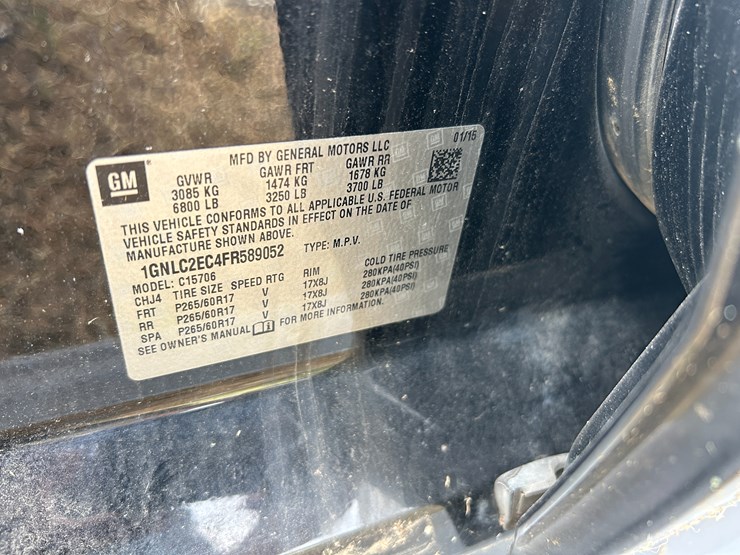 MFD BY GENERAL MOTORS LLC 01/15
GM GVWR GAWR FRT GAWR RR
3085 KG 1474 KG 1678 KG
6800 LB 3250 LB 3700 LB
THIS VEHICLE CONFORMS TO ALL APPLICABLE U.S. FEDERAL MOTOR
VEHICLE SAFETY STANDARDS IN EFFECT ON THE DATE OF
MANUFACTURE SHOWN ABOVE.
1GNLC2EC4FR589052 TYPE: M.P.V.
MODEL: C15706
CHJ4 TIRE SIZE SPEED RTG RIM COLD TIRE PRESSURE
FRT P265/60R17 V 17X8J 280KPA(40PSI)
RR P265/60R17 V 17X8J 280KPA(40PSI)
SPA P265/60R17 V 17X8J 280KPA(40PSI)
SEE OWNER'S MANUAL FOR MORE INFORMATION.